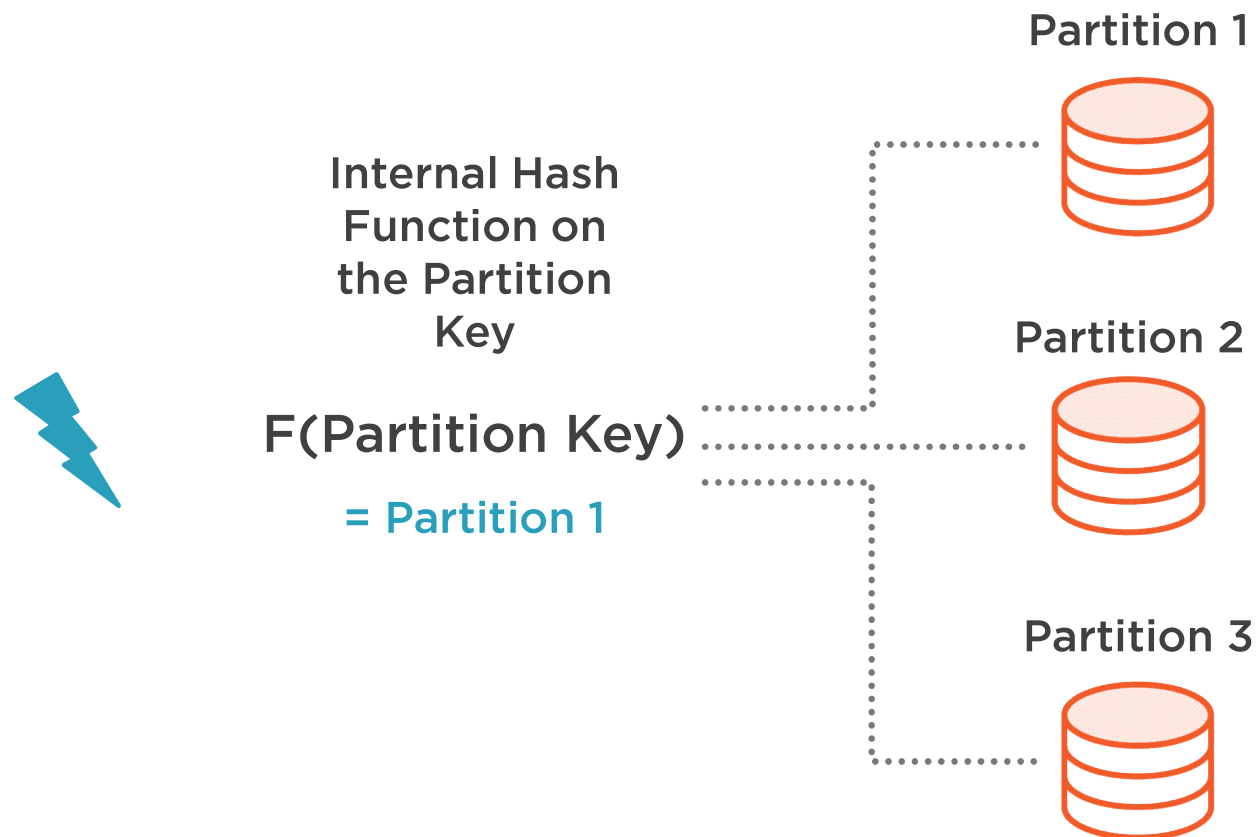 Internal Hash
Function on
the Partition
Key
F(Partition Key)
= Partition 1
Partition 1
Partition 2
Partition 3